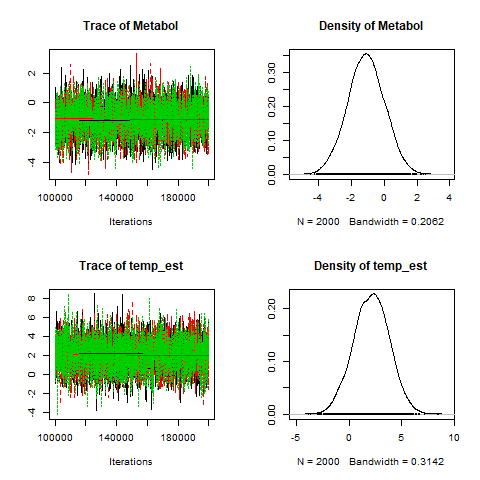 Trace of Metabol
2
0
-2
-4
100000 140000 180000
Iterations
Density of Metabol
0.30
0.20
0.10
0.00
-4 -2 0 2 4
N = 2000 Bandwidth = 0.2062
Trace of temp_est
8
6
4
2
0
-2
-4
100000 140000 180000
Iterations
Density of temp_est
0.20
0.10
0.00
-5 0 5 10
N = 2000 Bandwidth = 0.3142